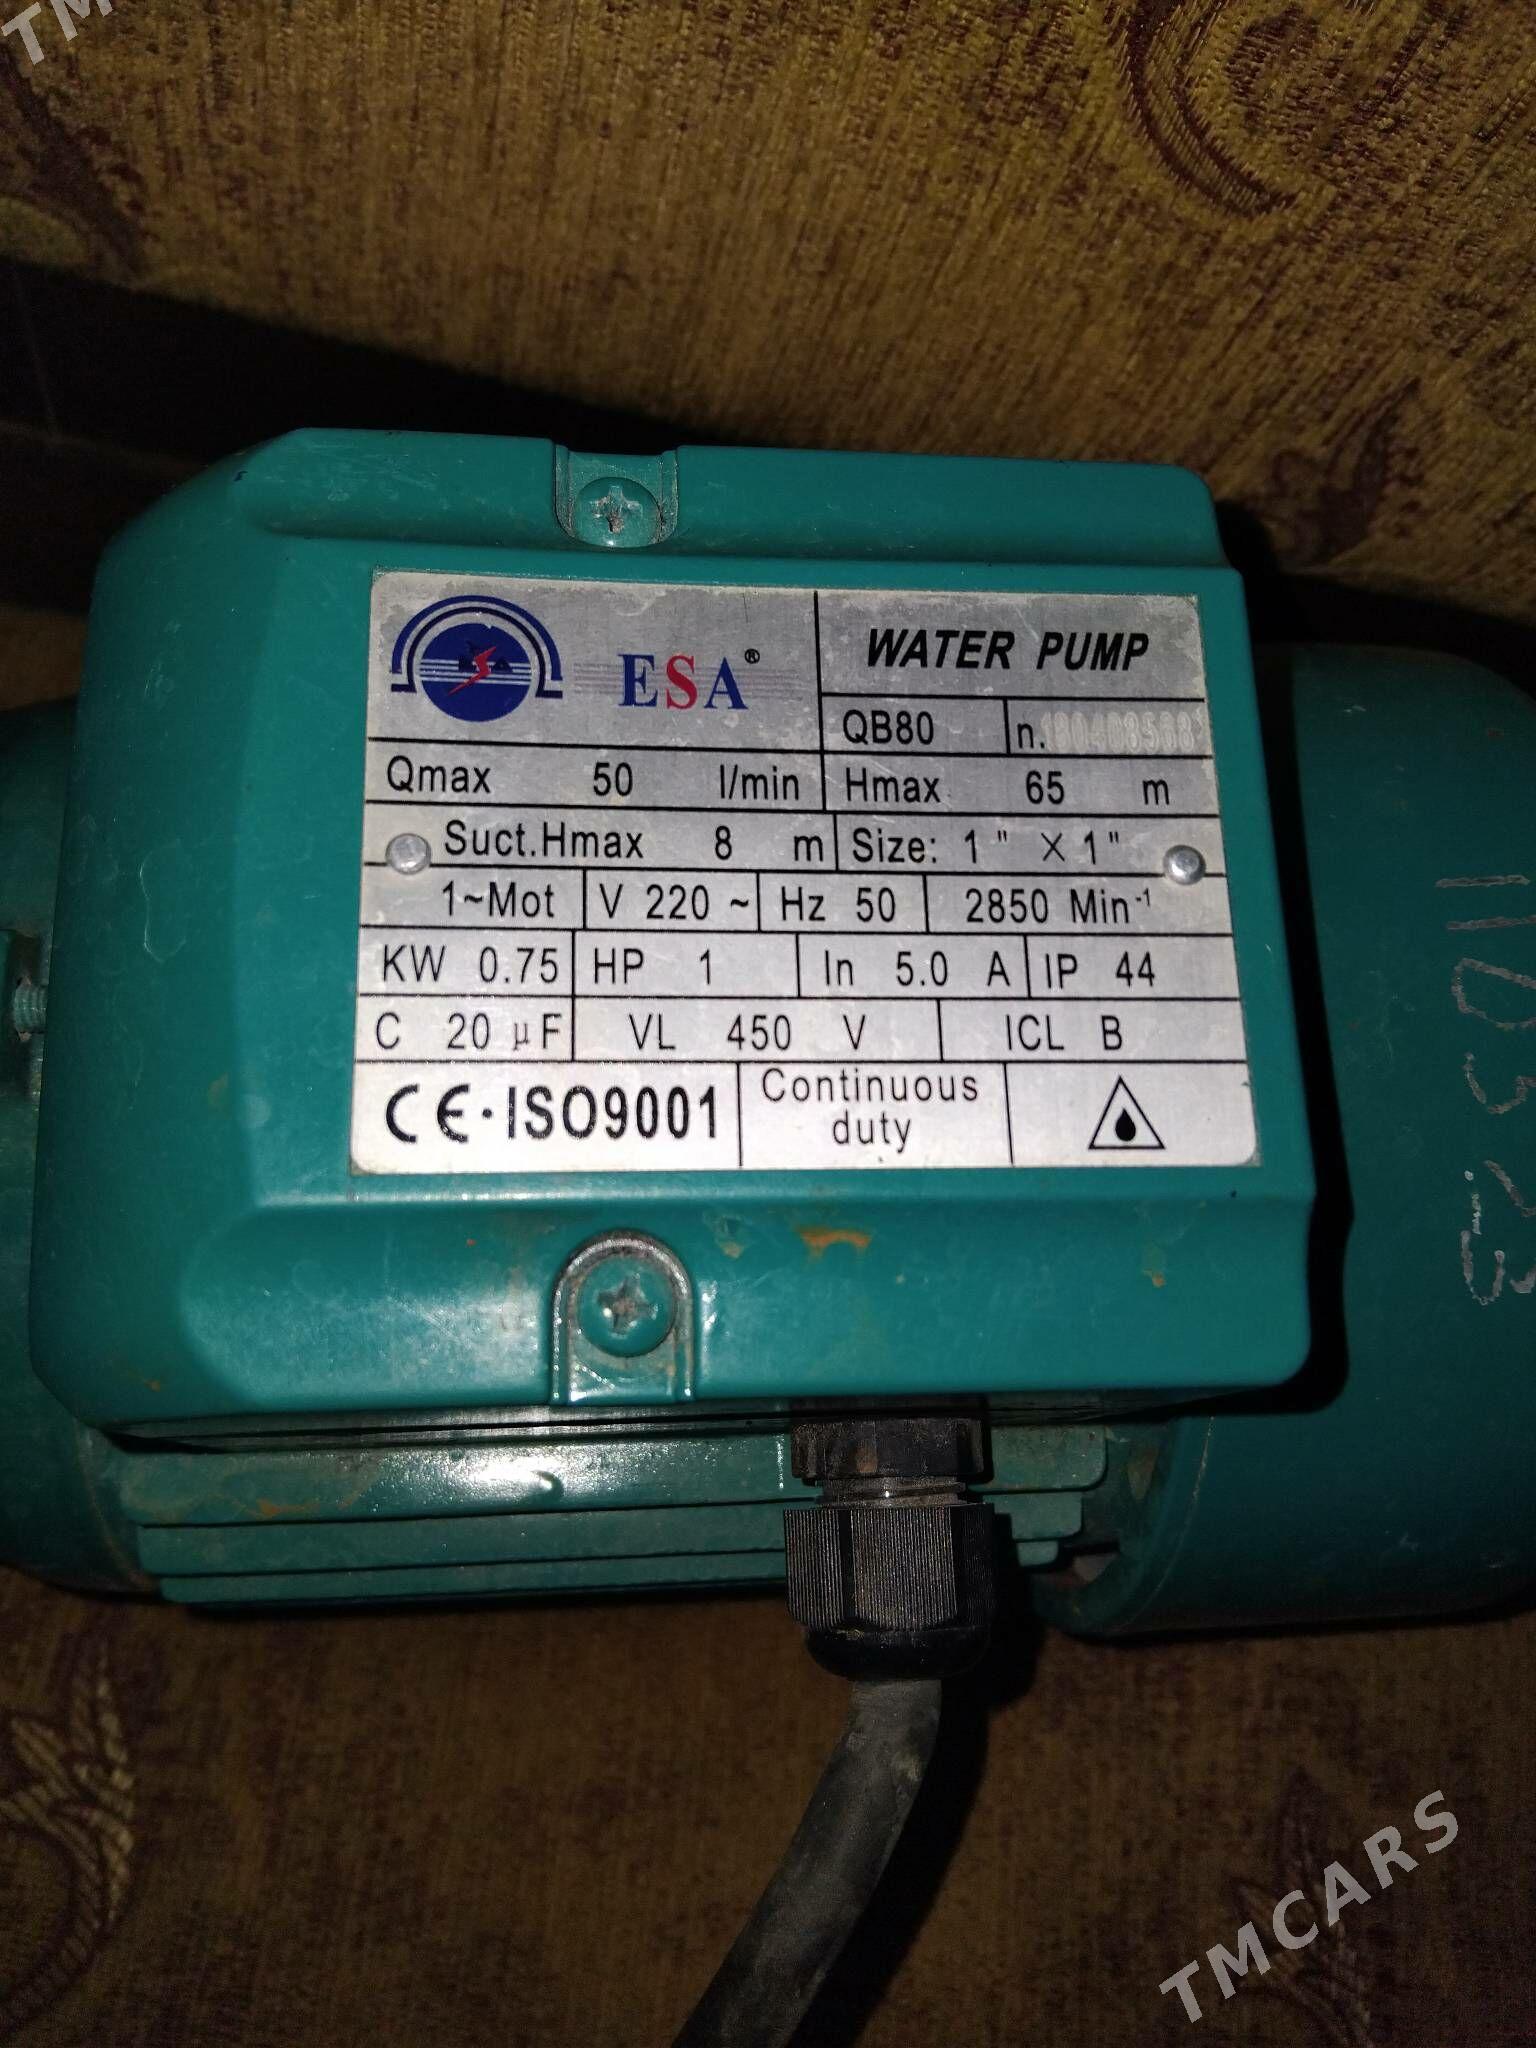 TM
ESA®
WATER PUMP
QB80 n.
Qmax 50 l/min Hmax 65 m
Suct.Hmax 8 m Size: 1" X 1"
1~Mot V 220 ~ Hz 50 2850 Min-1
KW 0.75 HP 1 In 5.0 A IP 44
C 20 µF VL 450 V ICL B
CE·ISO9001 Continuous duty
TMCARS